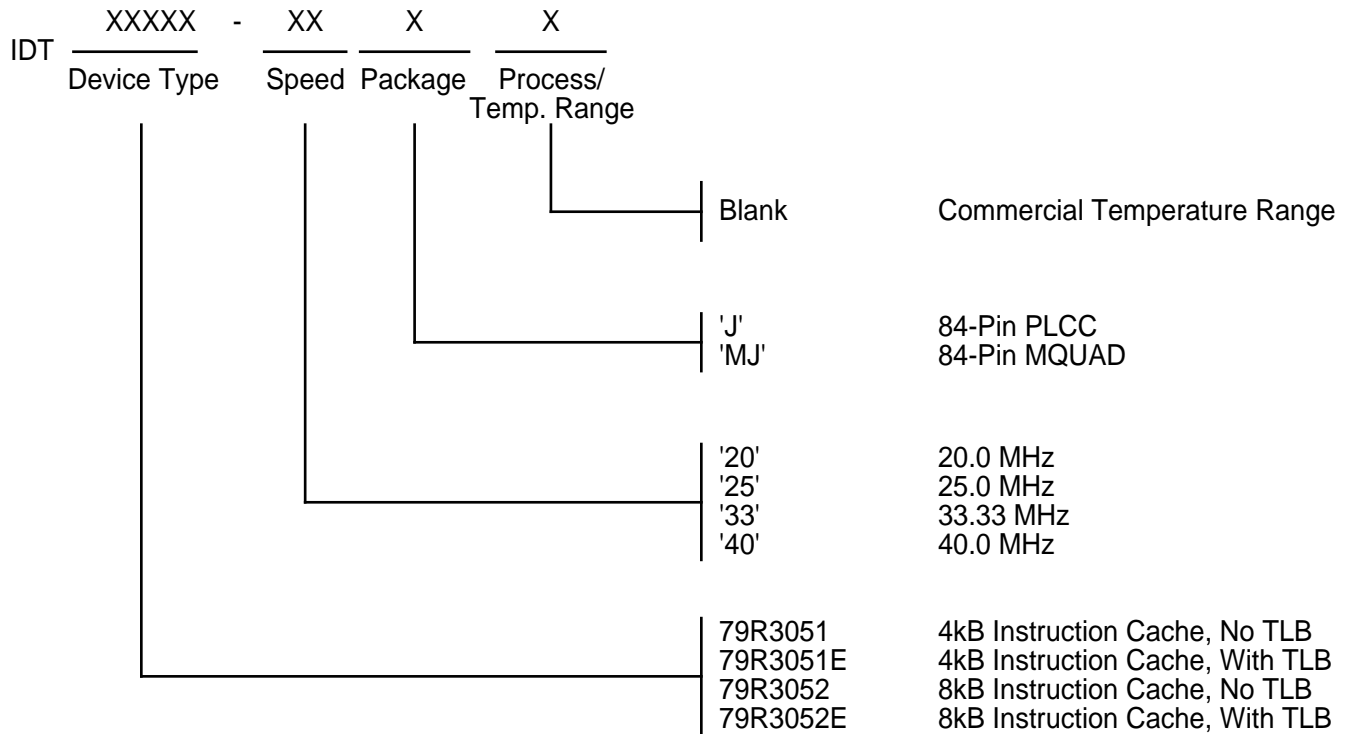 XXXXX - XX X X
IDT
Device Type Speed Package Process/
Temp. Range
Blank Commercial Temperature Range
'J' 84-Pin PLCC
'MJ' 84-Pin MQUAD
'20' 20.0 MHz
'25' 25.0 MHz
'33' 33.33 MHz
'40' 40.0 MHz
79R3051 4kB Instruction Cache, No TLB
79R3051E 4kB Instruction Cache, With TLB
79R3052 8kB Instruction Cache, No TLB
79R3052E 8kB Instruction Cache, With TLB